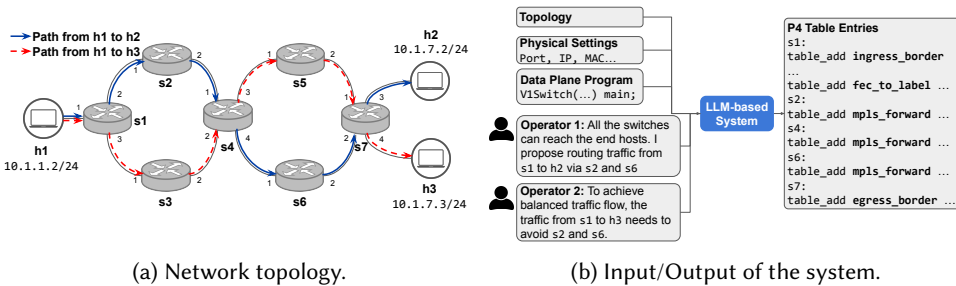 Path from h1 to h2
Path from h1 to h3
h2
10.1.7.2/24
s2
1
2
s5
1
2
1
2
1
3
1
3
s1
2
3
s4
4
s7
4
2
h1
10.1.1.2/24
1
2
s3
1
2
s6
h3
10.1.7.3/24
(a) Network topology.
Topology
Physical Settings
Port, IP, MAC…
Data Plane Program
V1Switch(…) main;
Operator 1: All the switches
can reach the end hosts. I
propose routing traffic from
s1 to h2 via s2 and s6
Operator 2: To achieve
balanced traffic flow, the
traffic from s1 to h3 needs to
avoid s2 and s6.
LLM-based
System
P4 Table Entries
s1:
table_add ingress_border
…
table_add fec_to_label …
s2:
table_add mpls_forward …
s4:
table_add mpls_forward …
s6:
table_add mpls_forward …
s7:
table_add egress_border …
(b) Input/Output of the system.